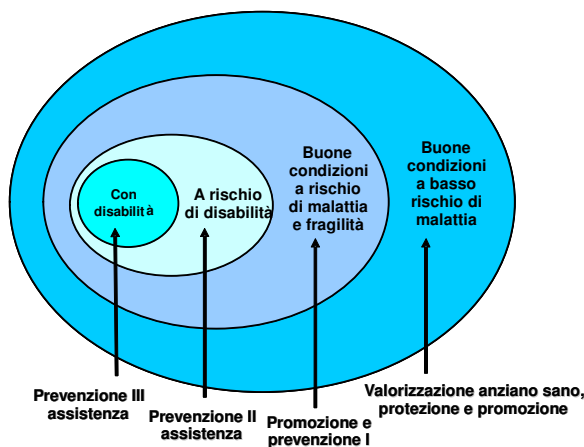 Con
disabilità
A rischio
di disabilità
Buone
condizioni
a rischio
di malattia
e fragilità
Buone
condizioni
a basso
rischio di
malattia
Prevenzione III
assistenza
Prevenzione II
assistenza
Promozione e
prevenzione I
Valorizzazione anziano sano,
protezione e promozione